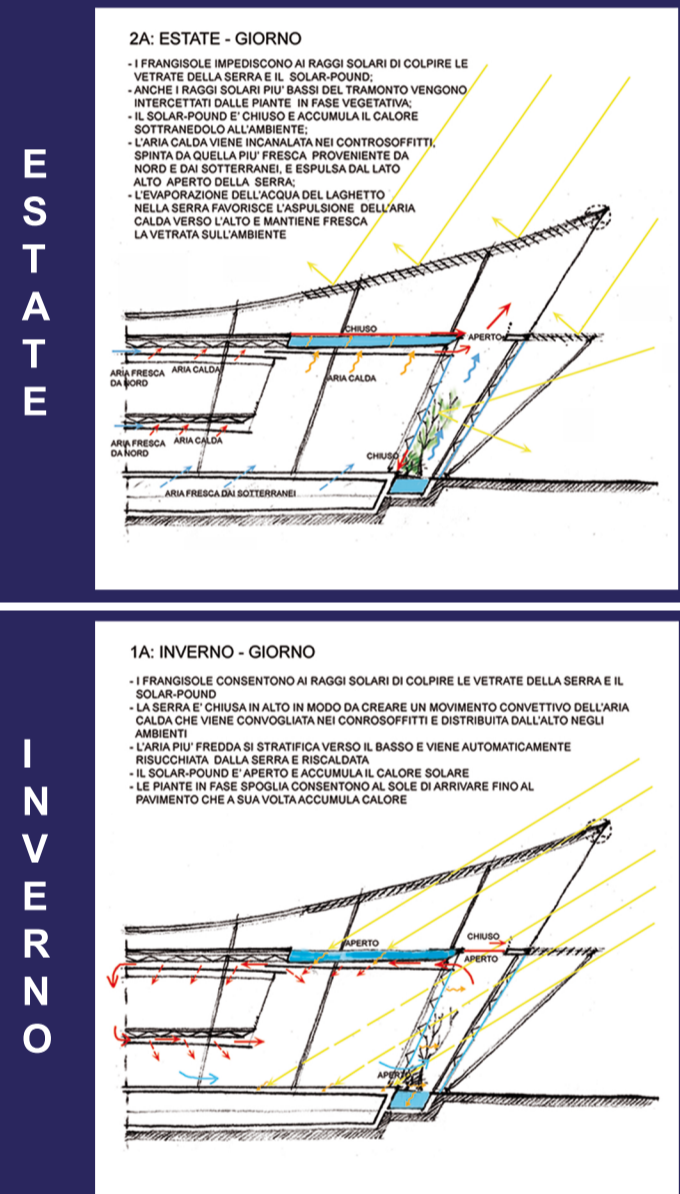 ESTATE
2A: ESTATE - GIORNO
- I FRANGISOLE IMPEDISCONO AI RAGGI SOLARI DI COLPIRE LE
VETRATE DELLA SERRA E IL SOLAR-POUND;
- ANCHE I RAGGI SOLARI PIU' BASSI DEL TRAMONTO VENGONO
INTERCETTATI DALLE PIANTE IN FASE VEGETATIVA;
- IL SOLAR-POUND E' CHIUSO E ACCUMULA IL CALORE
SOTTRANEDOLO ALL'AMBIENTE;
- L'ARIA CALDA VIENE INCANALATA NEI CONTROSOFFITTI,
SPINTA DA QUELLA PIU' FRESCA PROVENIENTE DA
NORD E DAI SOTTERRANEI, E ESPULSA DAL LATO
ALTO APERTO DELLA SERRA;
- L'EVAPORAZIONE DELL'ACQUA DEL LAGHETTO
NELLA SERRA FAVORISCE L'ASPULSIONE DELL'ARIA
CALDA VERSO L'ALTO E MANTIENE FRESCA
LA VETRATA SULL'AMBIENTE
CHIUSO
APERTO
ARIA FRESCA
DA NORD
ARIA CALDA
ARIA CALDA
ARIA FRESCA
DA NORD
ARIA CALDA
CHIUSO
ARIA FRESCA DAI SOTTERRANEI
INVERNO
1A: INVERNO - GIORNO
- I FRANGISOLE CONSENTONO AI RAGGI SOLARI DI COLPIRE LE VETRATE DELLA SERRA E IL
SOLAR-POUND
- LA SERRA E' CHIUSA IN ALTO IN MODO DA CREARE UN MOVIMENTO CONVETTIVO DELL'ARIA
CALDA CHE VIENE CONVOGLIATA NEI CONROSOFFITTI E DISTRIBUITA DALL'ALTO NEGLI
AMBIENTI
- L'ARIA PIU' FREDDA SI STRATIFICA VERSO IL BASSO E VIENE AUTOMATICAMENTE
RISUCCHIATA DALLA SERRA E RISCALDATA
- IL SOLAR-POUND E' APERTO E ACCUMULA IL CALORE SOLARE
- LE PIANTE IN FASE SPOGLIA CONSENTONO AL SOLE DI ARRIVARE FINO AL
PAVIMENTO CHE A SUA VOLTA ACCUMULA CALORE
CHIUSO
APERTO
APERTO
APERTO